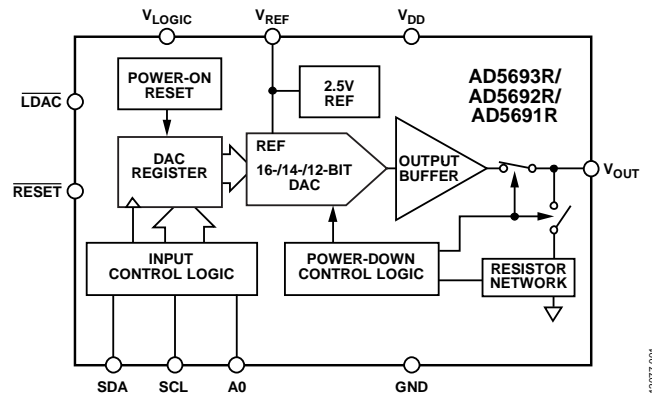 VLOGIC
VREF
VDD
LDAC
RESET
POWER-ON
RESET
2.5V
REF
AD5693R/
AD5692R/
AD5691R
DAC
REGISTER
REF
16-/14-/12-BIT
DAC
OUTPUT
BUFFER
VOUT
INPUT
CONTROL LOGIC
POWER-DOWN
CONTROL LOGIC
RESISTOR
NETWORK
SDA
SCL
A0
GND